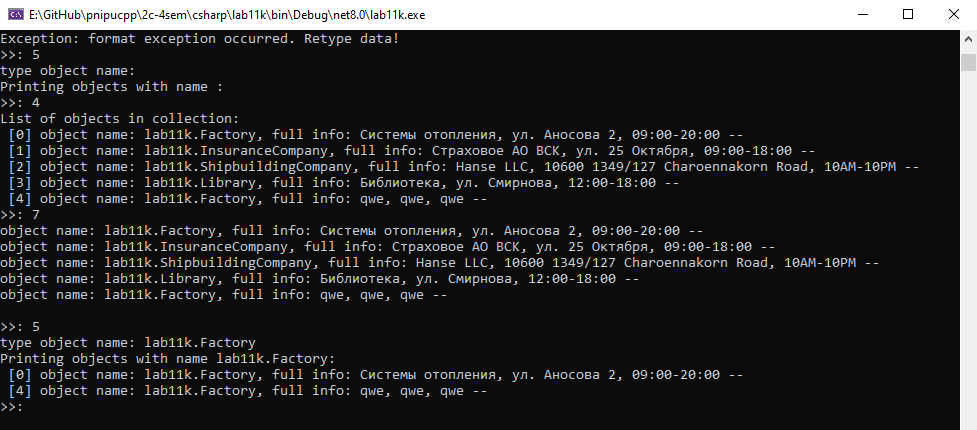 E:\GitHub\pnipucpp\2c-4sem\csharp\lab11k\bin\Debug\net8.0\lab11k.exe
Exception: format exception occurred. Retype data!
>>: 5
type object name:
Printing objects with name :
>>: 4
List of objects in collection:
 [0] object name: lab11k.Factory, full info: Системы отопления, ул. Аносова 2, 09:00-20:00 --
 [1] object name: lab11k.InsuranceCompany, full info: Страховое АО ВСК, ул. 25 Октября, 09:00-18:00 --
 [2] object name: lab11k.ShipbuildingCompany, full info: Hanse LLC, 10600 1349/127 Charoennakorn Road, 10AM-10PM --
 [3] object name: lab11k.Library, full info: Библиотека, ул. Смирнова, 12:00-18:00 --
 [4] object name: lab11k.Factory, full info: qwe, qwe, qwe --
>>: 7
object name: lab11k.Factory, full info: Системы отопления, ул. Аносова 2, 09:00-20:00 --
object name: lab11k.InsuranceCompany, full info: Страховое АО ВСК, ул. 25 Октября, 09:00-18:00 --
object name: lab11k.ShipbuildingCompany, full info: Hanse LLC, 10600 1349/127 Charoennakorn Road, 10AM-10PM --
object name: lab11k.Library, full info: Библиотека, ул. Смирнова, 12:00-18:00 --
object name: lab11k.Factory, full info: qwe, qwe, qwe --

>>: 5
type object name: lab11k.Factory
Printing objects with name lab11k.Factory:
 [0] object name: lab11k.Factory, full info: Системы отопления, ул. Аносова 2, 09:00-20:00 --
 [4] object name: lab11k.Factory, full info: qwe, qwe, qwe --
>>: